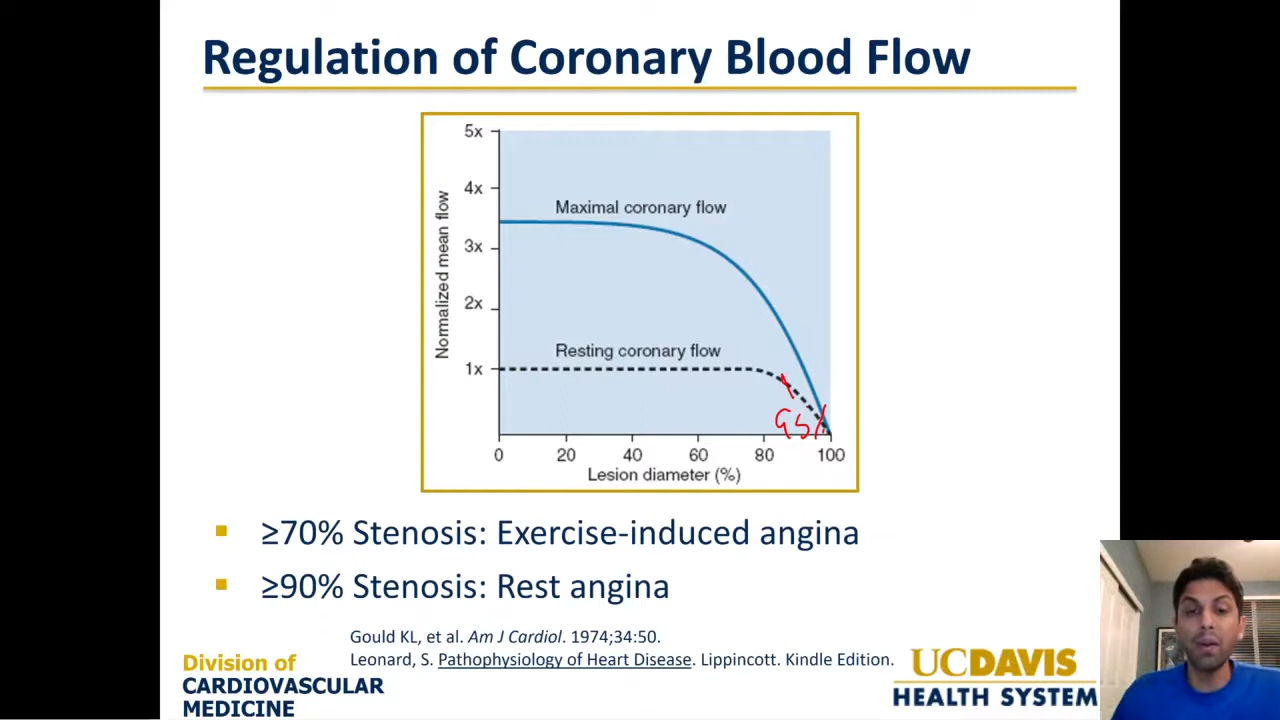 Regulation of Coronary Blood Flow
5x
4x
3x
2x
1x
Normalized mean flow
Maximal coronary flow
Resting coronary flow
0 20 40 60 80 100
Lesion diameter (%)
≥70% Stenosis: Exercise-induced angina
≥90% Stenosis: Rest angina
Gould KL, et al. Am J Cardiol. 1974;34:50.
Leonard, S. Pathophysiology of Heart Disease. Lippincott. Kindle Edition.
Division of
CARDIOVASCULAR
MEDICINE
UCDAVIS
HEALTH SYSTEM